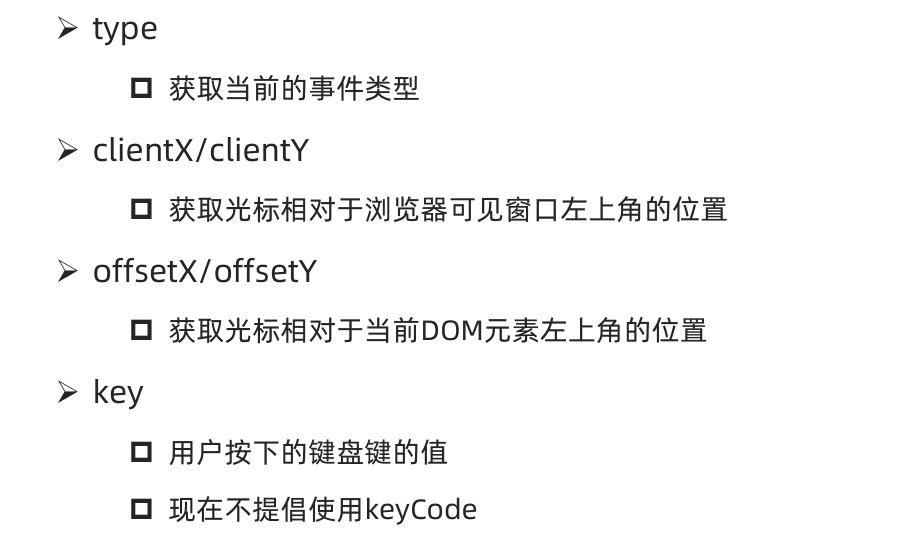 ➢ type
◻ 获取当前的事件类型
➢ clientX/clientY
◻ 获取光标相对于浏览器可见窗口左上角的位置
➢ offsetX/offsetY
◻ 获取光标相对于当前DOM元素左上角的位置
➢ key
◻ 用户按下的键盘键的值
◻ 现在不提倡使用keyCode